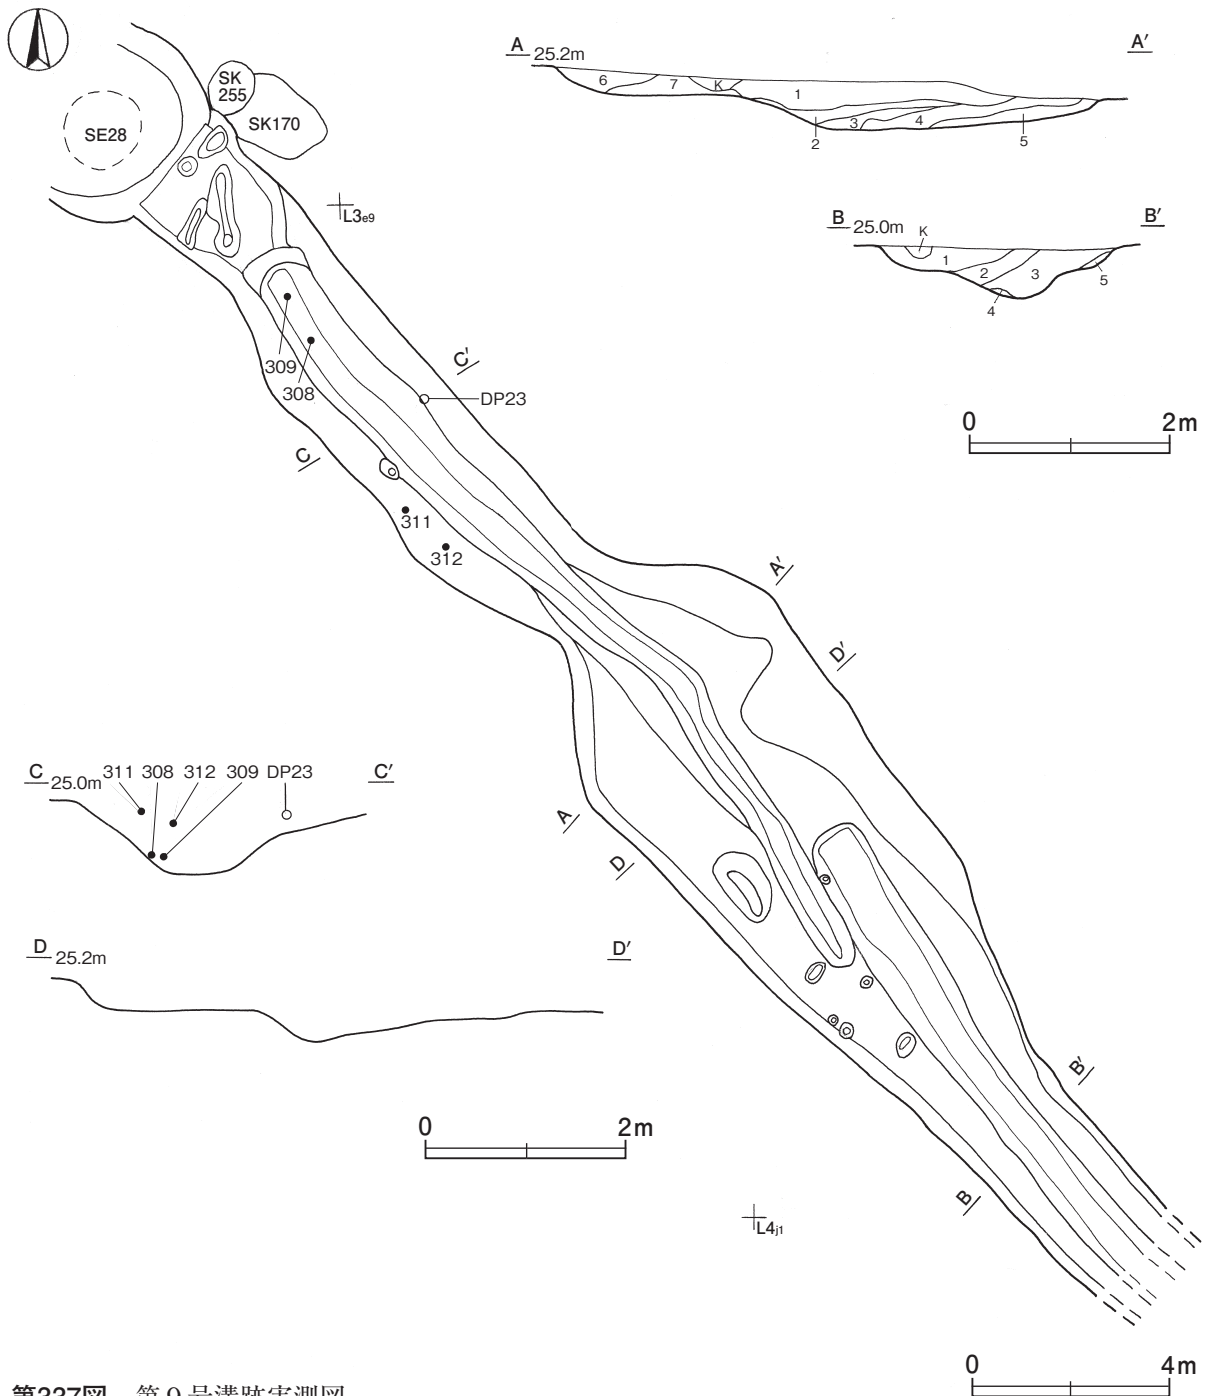 A 25.2m A′
6 7 K 1
2 3 4 5
SK
255
SK170
SE28
L3e9
B 25.0m B′
K
1 2 3
4 5
309
308
C′
DP23
0 2m
C
311
312
A′
D′
C 25.0m 311 308 312 309 DP23 C′
A
D
D 25.2m D′
B′
0 2m
B
L4j1
0 4m
第337図 第9号溝跡実測図